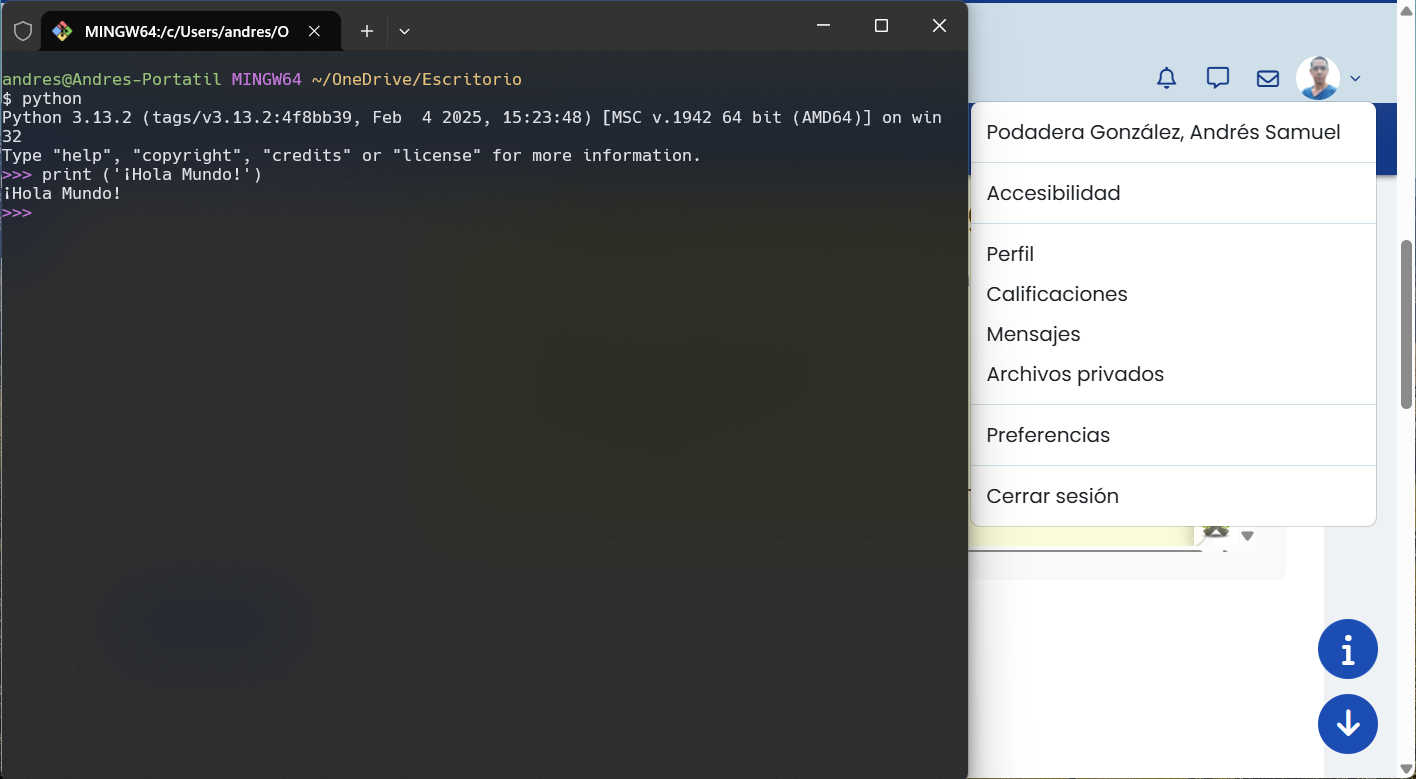 MINGW64:/c/Users/andres/O
andres@Andres-Portatil MINGW64 ~/OneDrive/Escritorio
$ python
Python 3.13.2 (tags/v3.13.2:4f8bb39, Feb  4 2025, 15:23:48) [MSC v.1942 64 bit (AMD64)] on win
32
Type "help", "copyright", "credits" or "license" for more information.
>>> print ('¡Hola Mundo!')
¡Hola Mundo!
>>>
Podadera González, Andrés Samuel
Accesibilidad
Perfil
Calificaciones
Mensajes
Archivos privados
Preferencias
Cerrar sesión